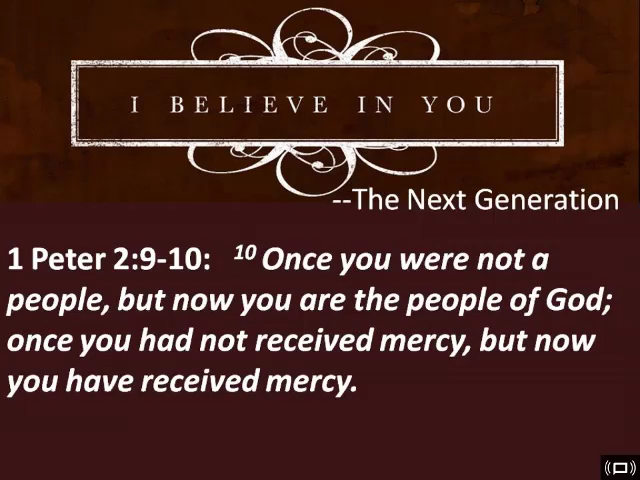 I BELIEVE IN YOU
--The Next Generation
1 Peter 2:9-10: 10 Once you were not a
people, but now you are the people of God;
once you had not received mercy, but now
you have received mercy.